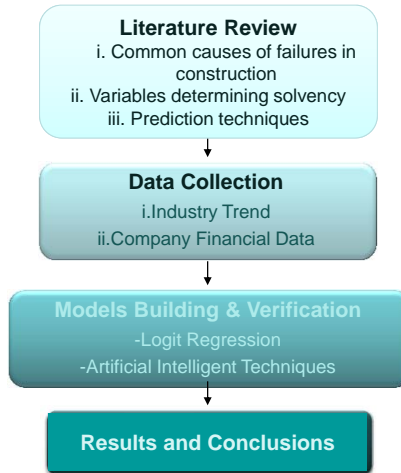 Literature Review
i. Common causes of failures in
construction
ii. Variables determining solvency
iii. Prediction techniques
Data Collection
i.Industry Trend
ii.Company Financial Data
Models Building & Verification
-Logit Regression
-Artificial Intelligent Techniques
Results and Conclusions